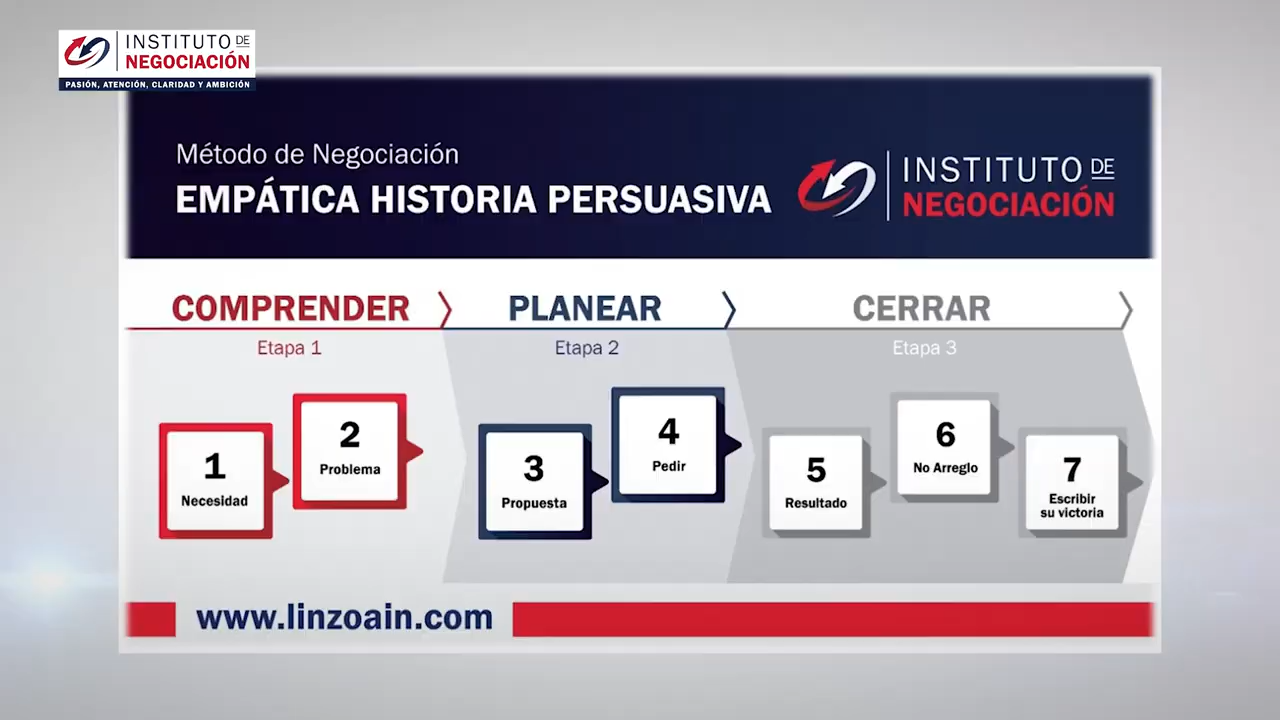 INSTITUTO DE
NEGOCIACIÓN
PASIÓN, ATENCIÓN, CLARIDAD Y AMBICIÓN
Método de Negociación
EMPÁTICA HISTORIA PERSUASIVA
INSTITUTO DE
NEGOCIACIÓN
COMPRENDER
PLANEAR
CERRAR
Etapa 1
Etapa 2
Etapa 3
1
Necesidad
2
Problema
3
Propuesta
4
Pedir
5
Resultado
6
No Arreglo
7
Escribir
su victoria
www.linzoain.com